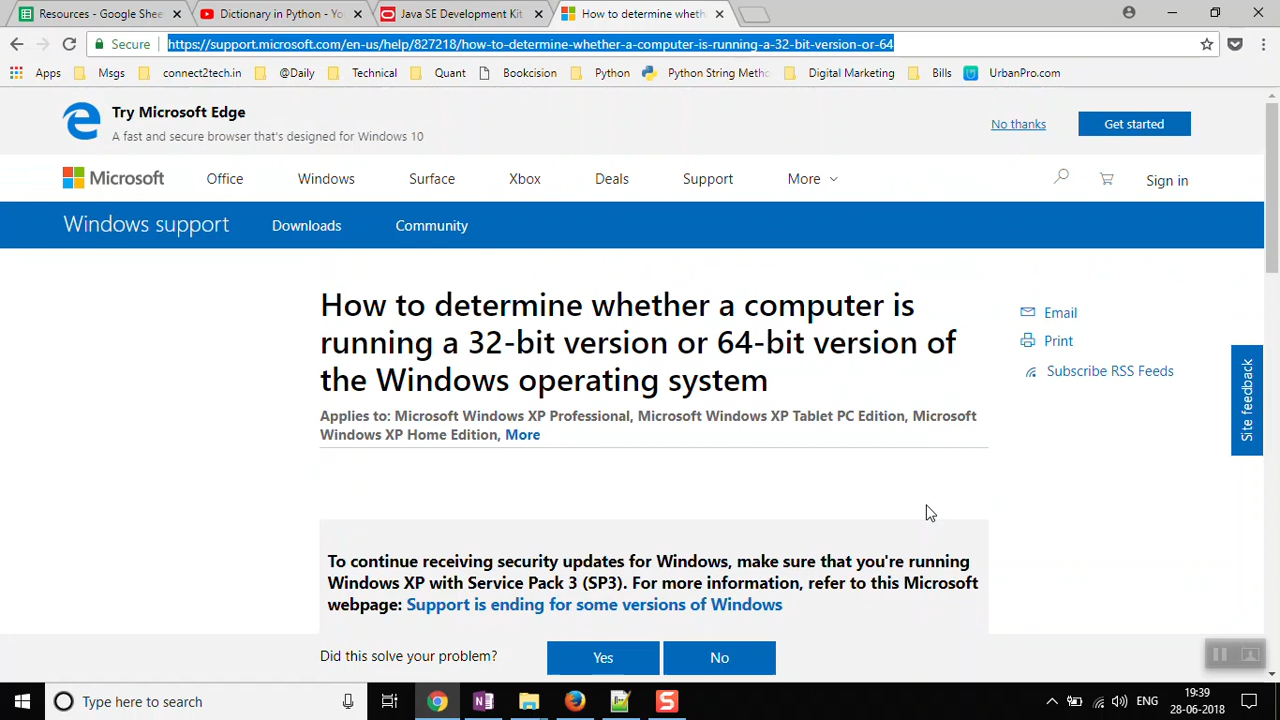 Resources - Google Shee
Dictionary in Python - Yo
Java SE Development Kit
How to determine wheth
Secure
https://support.microsoft.com/en-us/help/827218/how-to-determine-whether-a-computer-is-running-a-32-bit-version-or-64
Apps Msgs connect2tech.in @Daily Technical Quant Bookcision Python Python String Metho Digital Marketing Bills UrbanPro.com
Try Microsoft Edge
A fast and secure browser that's designed for Windows 10
No thanks
Get started
Microsoft Office Windows Surface Xbox Deals Support More Sign in
Windows support Downloads Community
How to determine whether a computer is
running a 32-bit version or 64-bit version of
the Windows operating system
Email
Print
Subscribe RSS Feeds
Site feedback
Applies to: Microsoft Windows XP Professional, Microsoft Windows XP Tablet PC Edition, Microsoft
Windows XP Home Edition, More
To continue receiving security updates for Windows, make sure that you're running
Windows XP with Service Pack 3 (SP3). For more information, refer to this Microsoft
webpage: Support is ending for some versions of Windows
Did this solve your problem? Yes No
Type here to search
ENG
19:39
28-06-2018